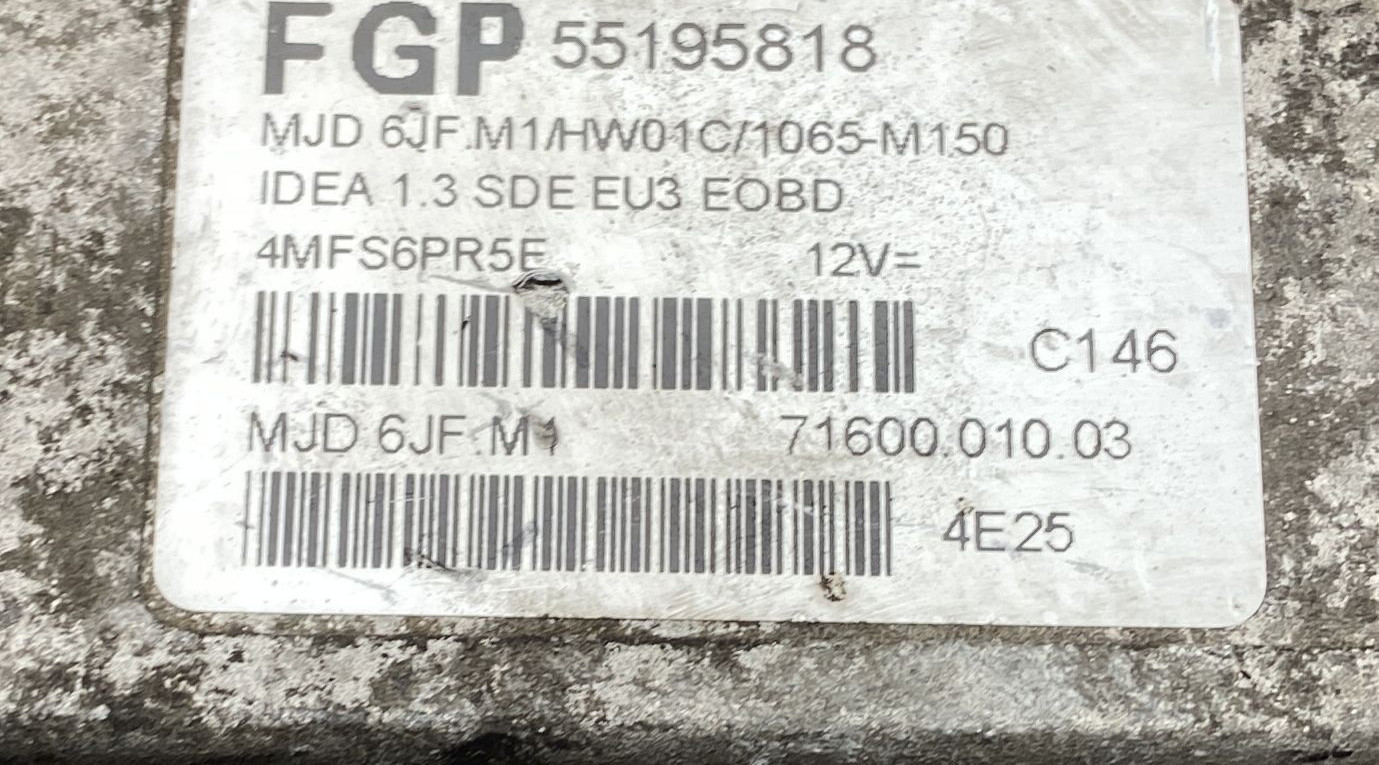 FGP 55195818
MJD 6JF.M1/HW01C/1065-M150
IDEA 1.3 SDE EU3 EOBD
4MFS6PR5E 12V=
C146
MJD 6JF.M1 71600.010.03
4E25